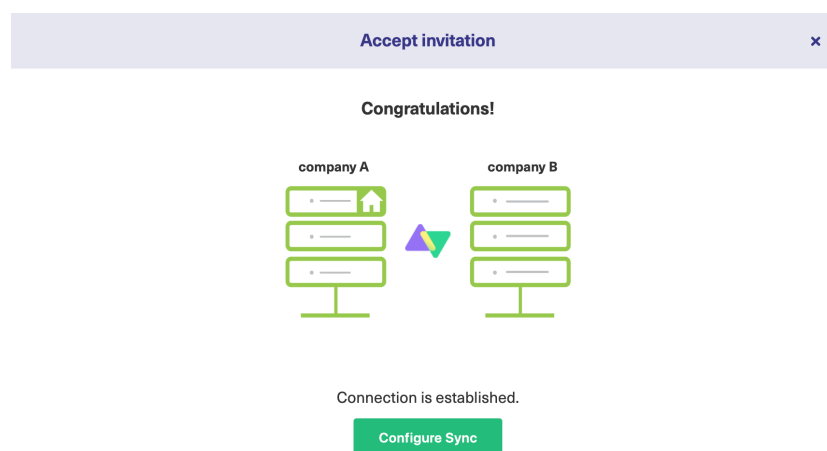 Accept invitation
×
Congratulations!
company A
company B
Connection is established.
Configure Sync